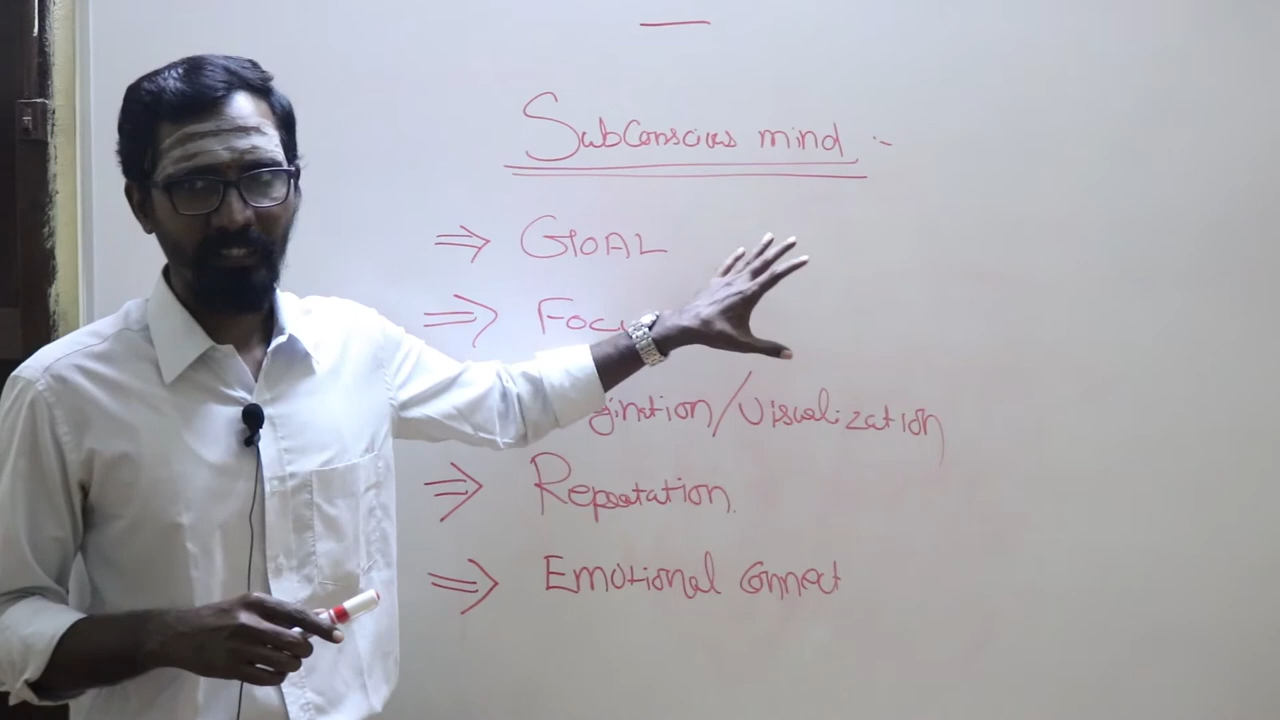 Subconscious mind :-
⇒ GOAL
⇒ Focu
gination/Visualization
⇒ Repeatation.
⇒ Emotional Connect